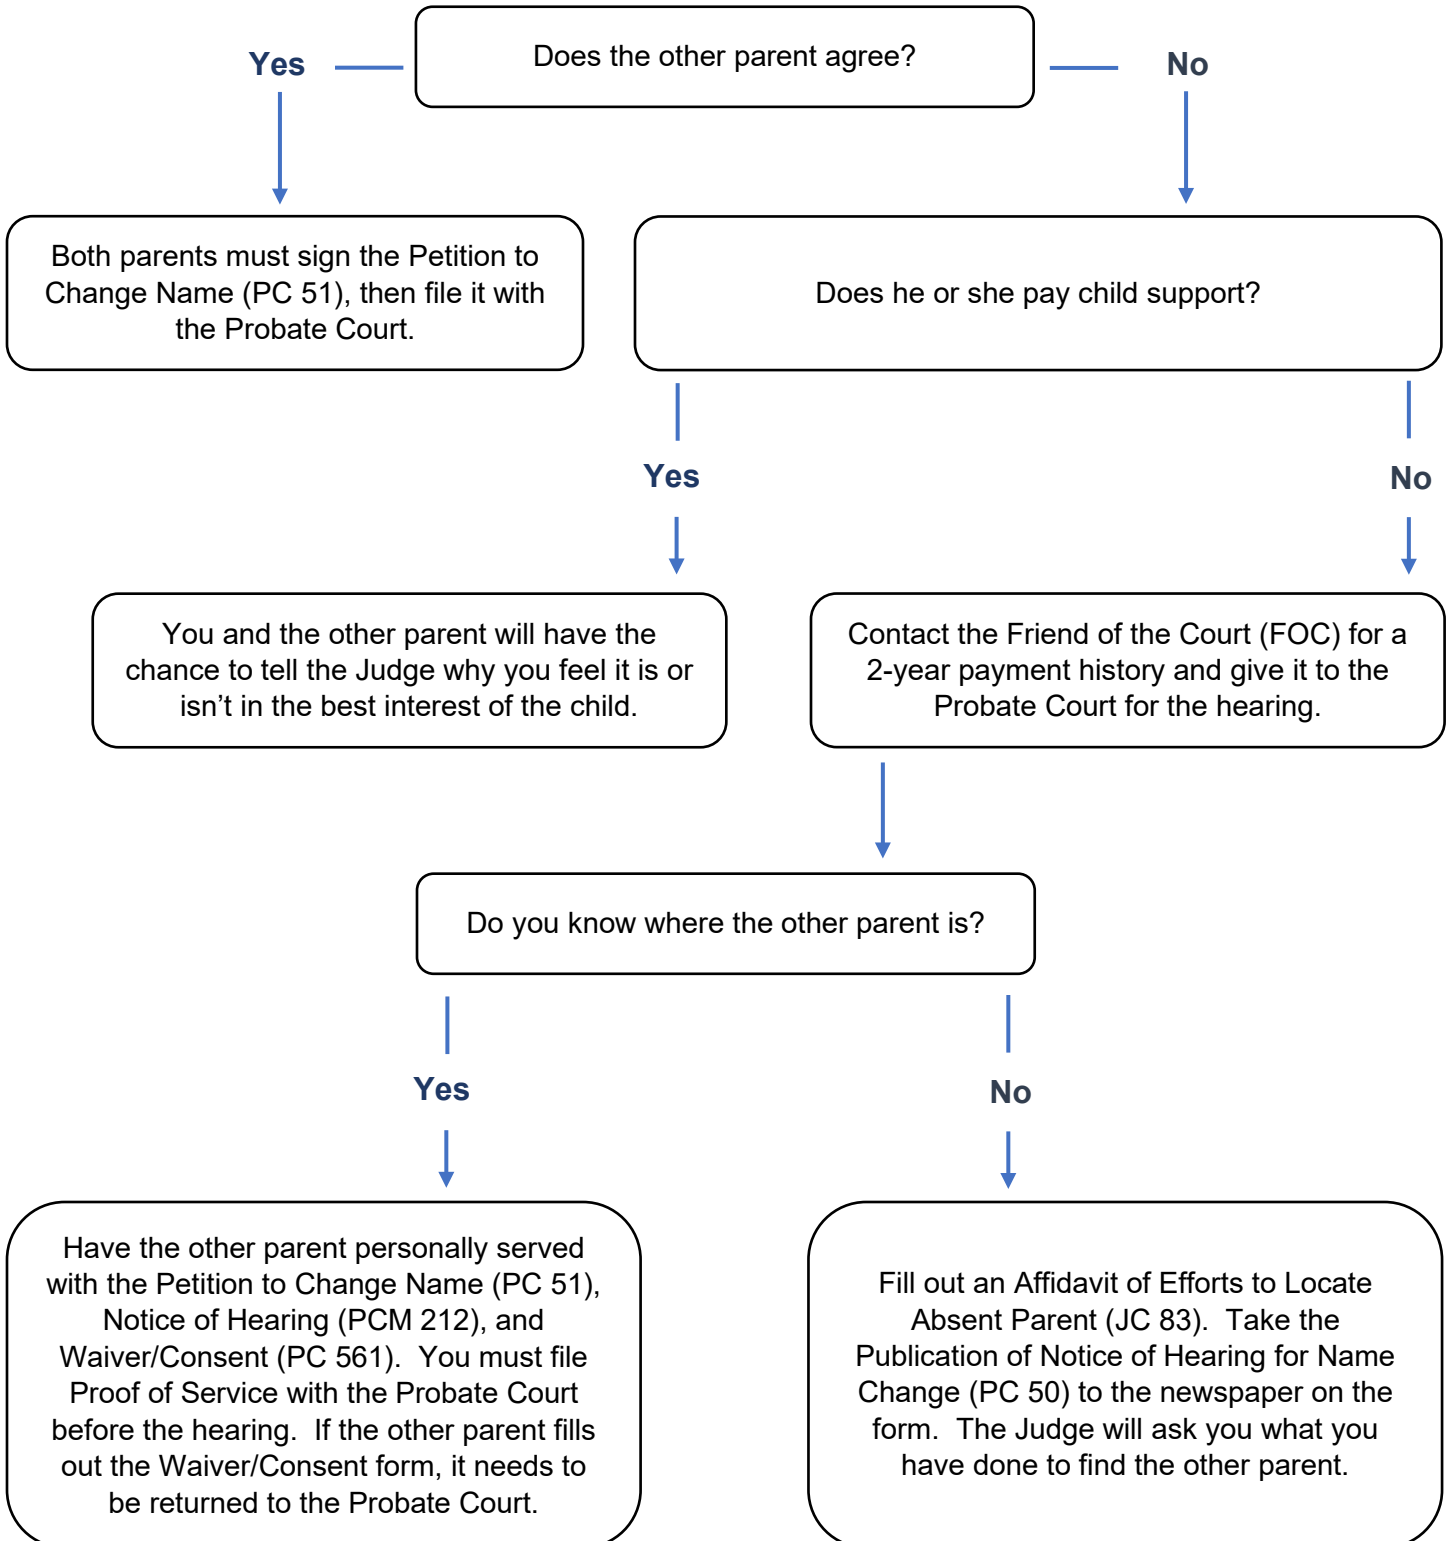 Does the other parent agree?
Yes
No
Both parents must sign the Petition to
Change Name (PC 51), then file it with
the Probate Court.
Does he or she pay child support?
Yes
No
You and the other parent will have the
chance to tell the Judge why you feel it is or
isn’t in the best interest of the child.
Contact the Friend of the Court (FOC) for a
2-year payment history and give it to the
Probate Court for the hearing.
Do you know where the other parent is?
Yes
No
Have the other parent personally served
with the Petition to Change Name (PC 51),
Notice of Hearing (PCM 212), and
Waiver/Consent (PC 561).  You must file
Proof of Service with the Probate Court
before the hearing.  If the other parent fills
out the Waiver/Consent form, it needs to
be returned to the Probate Court.
Fill out an Affidavit of Efforts to Locate
Absent Parent (JC 83).  Take the
Publication of Notice of Hearing for Name
Change (PC 50) to the newspaper on the
form.  The Judge will ask you what you
have done to find the other parent.